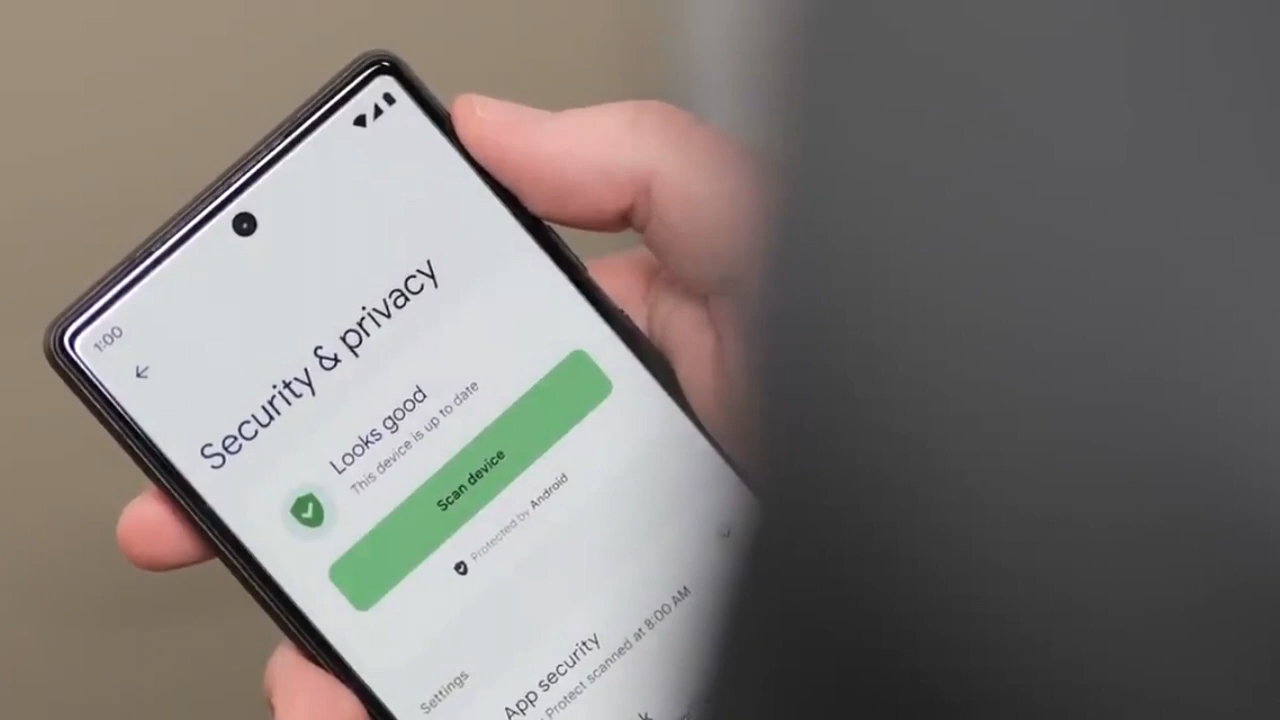 1:00
Security & privacy
Looks good
This device is up to date
Scan device
Protected by Android
Settings
App security
Protect scanned at 8:00 AM